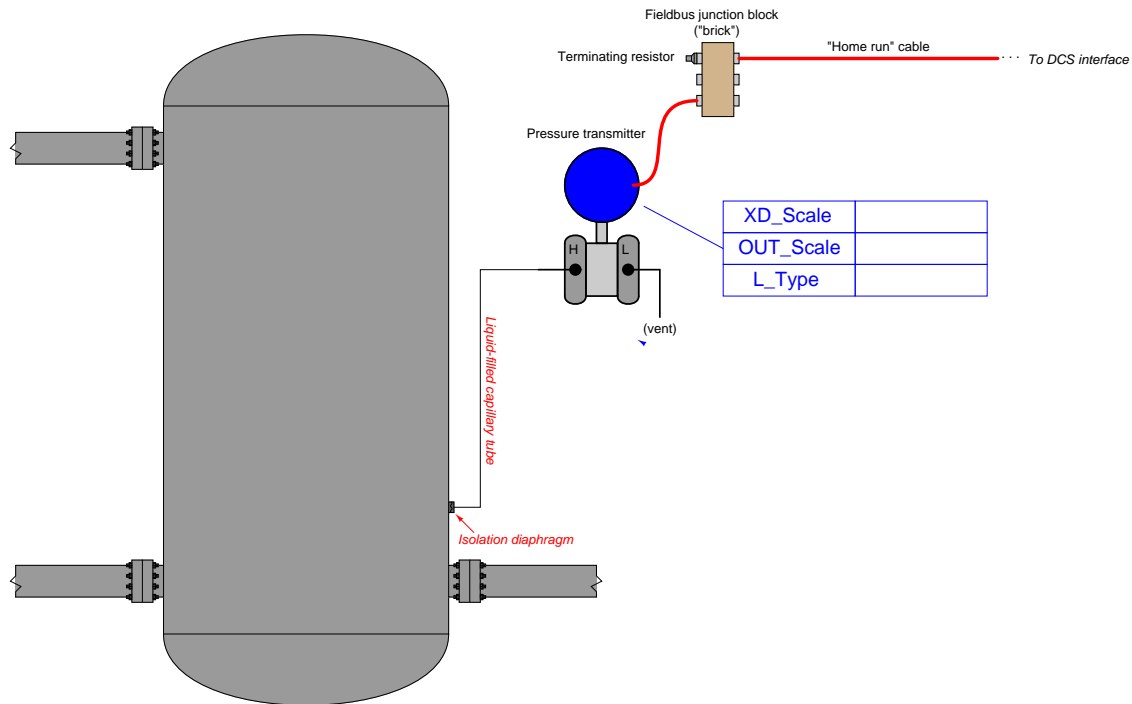 Fieldbus junction block
("brick")
Terminating resistor
"Home run" cable
To DCS interface
Pressure transmitter
XD_Scale
OUT_Scale
L_Type
H
L
(vent)
Liquid-filled capillary tube
Isolation diaphragm